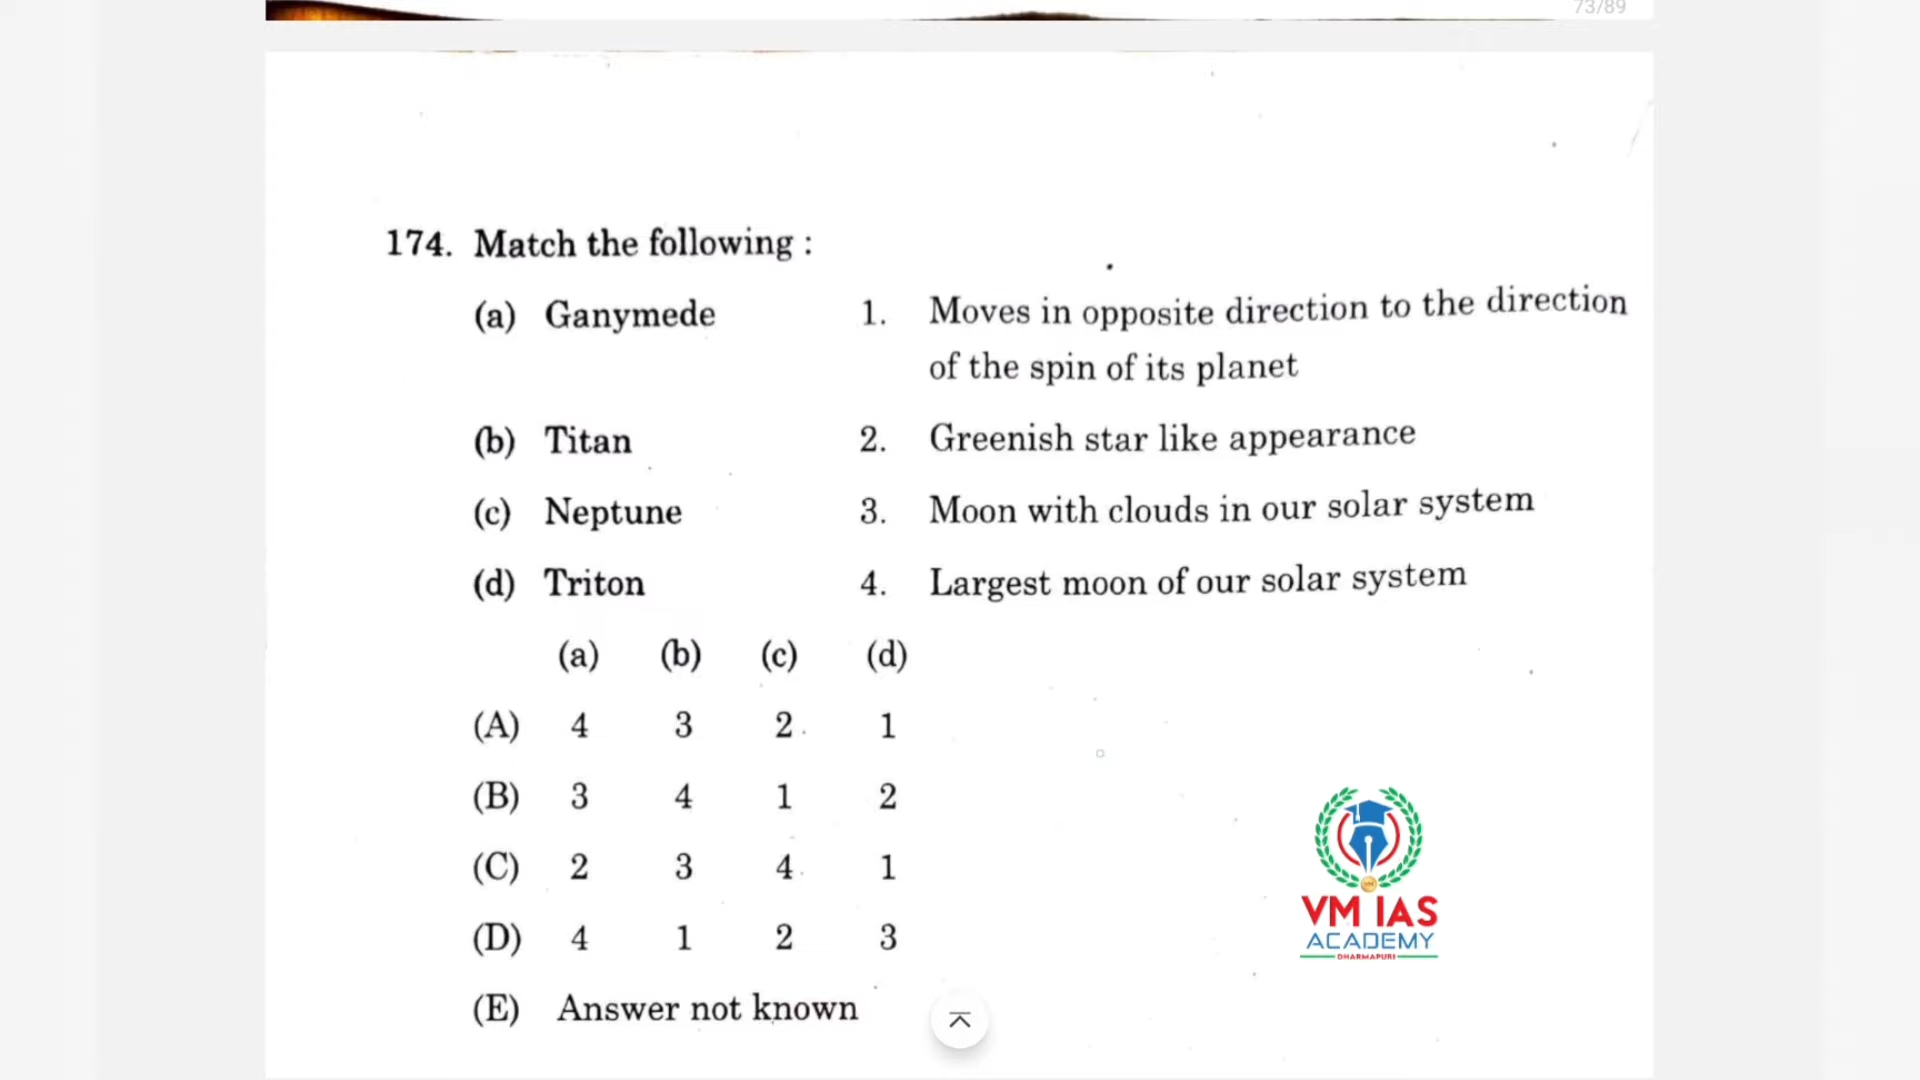 73/89
174. Match the following :
(a) Ganymede 1. Moves in opposite direction to the direction
of the spin of its planet
(b) Titan 2. Greenish star like appearance
(c) Neptune 3. Moon with clouds in our solar system
(d) Triton 4. Largest moon of our solar system
(a) (b) (c) (d)
(A) 4 3 2 1
(B) 3 4 1 2
(C) 2 3 4 1
(D) 4 1 2 3
(E) Answer not known
VM IAS
ACADEMY
DHARMAPURI